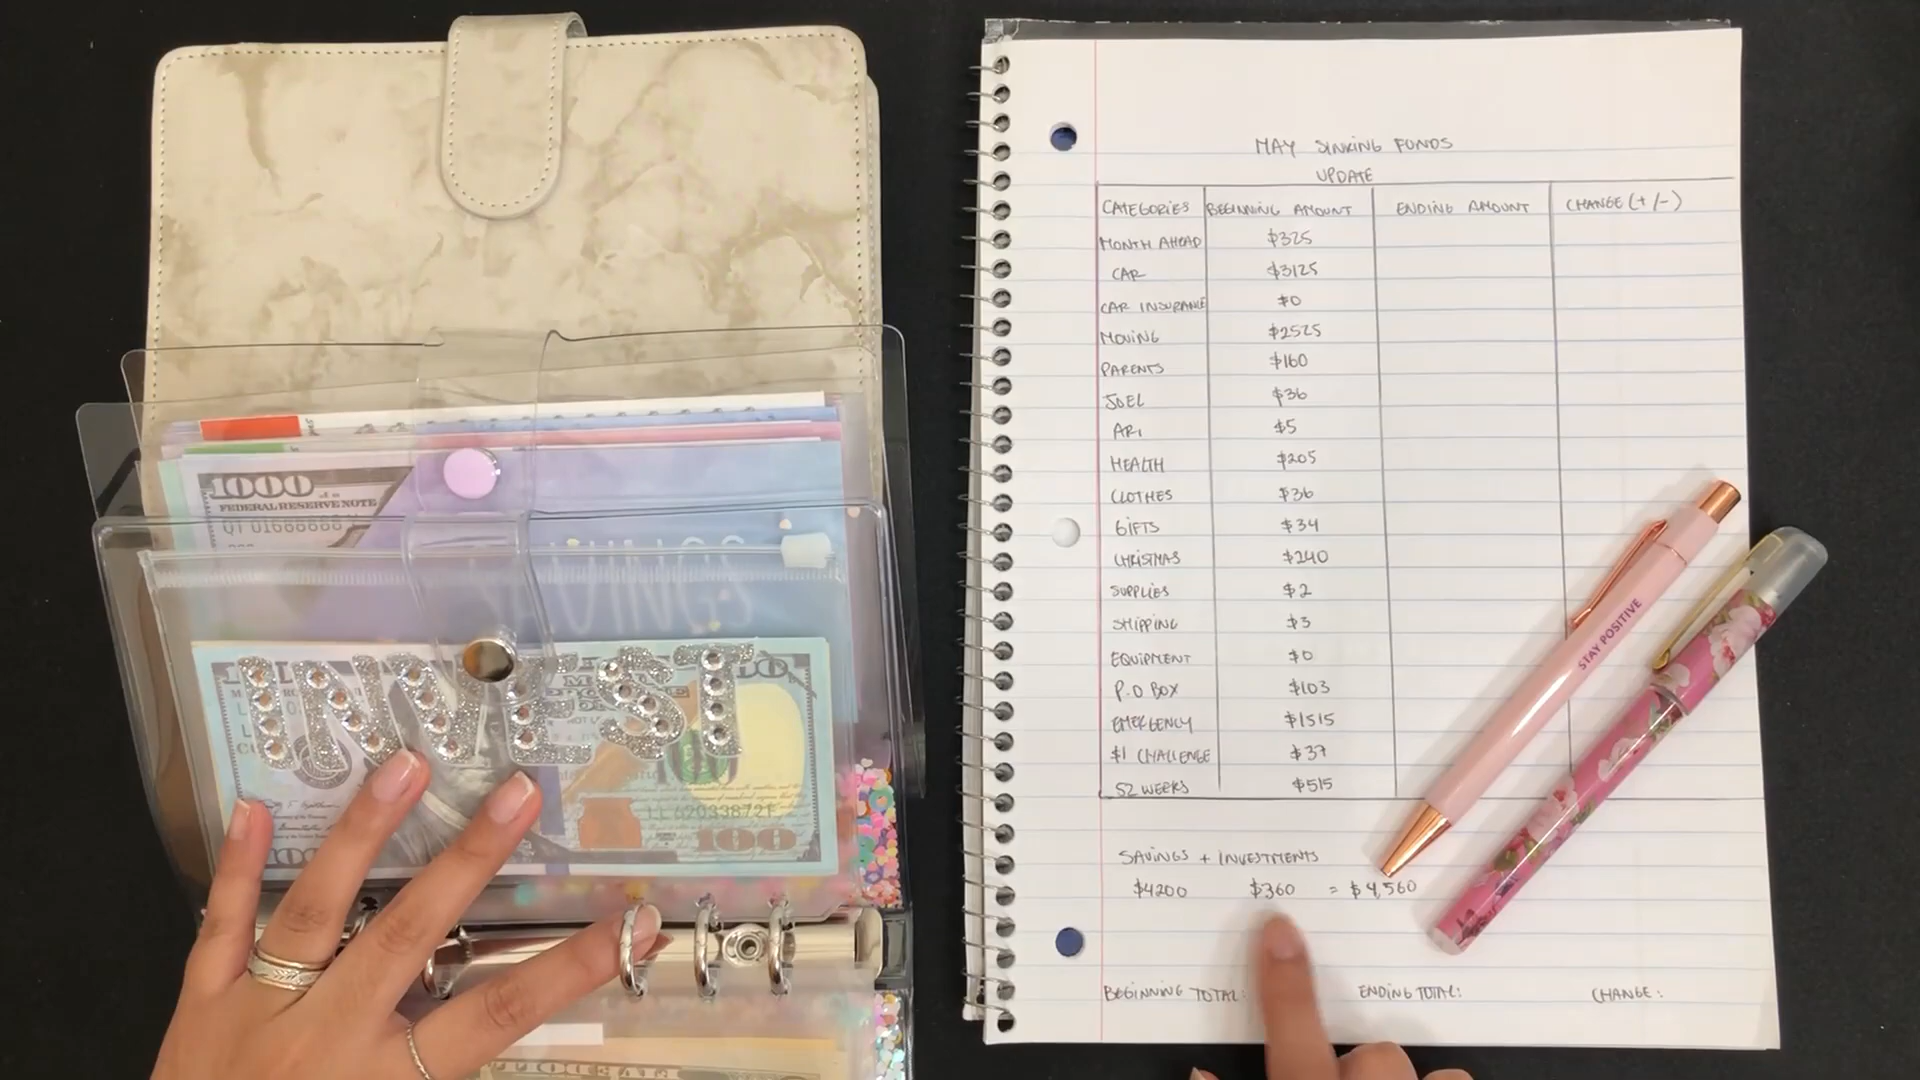 MAY SINKING FUNDS
UPDATE
CATEGORIES BEGINNING AMOUNT ENDING AMOUNT CHANGE (+/-)
MONTH AHEAD $325
CAR $3125
CAR INSURANCE $0
MOVING $2525
PARENTS $160
JOEL $36
ARI $5
HEALTH $205
CLOTHES $36
GIFTS $34
CHRISTMAS $240
SUPPLIES $2
SHIPPING $3
EQUIPMENT $0
P.O BOX $103
EMERGENCY $1515
$1 CHALLENGE $37
52 WEEKS $515
SAVINGS + INVESTMENTS
$4200 $360 = $4,560
BEGINNING TOTAL: ENDING TOTAL: CHANGE:
STAY POSITIVE
1000
FEDERAL RESERVE NOTE
INVEST
100